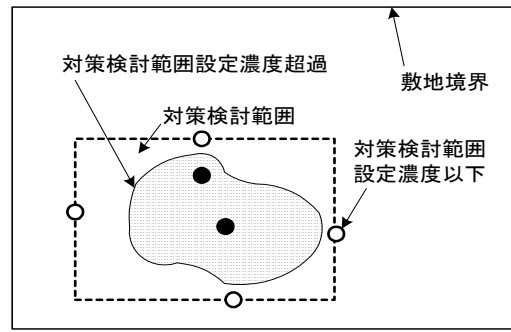 対策検討範囲設定濃度超過
敷地境界
対策検討範囲
対策検討範囲
設定濃度以下